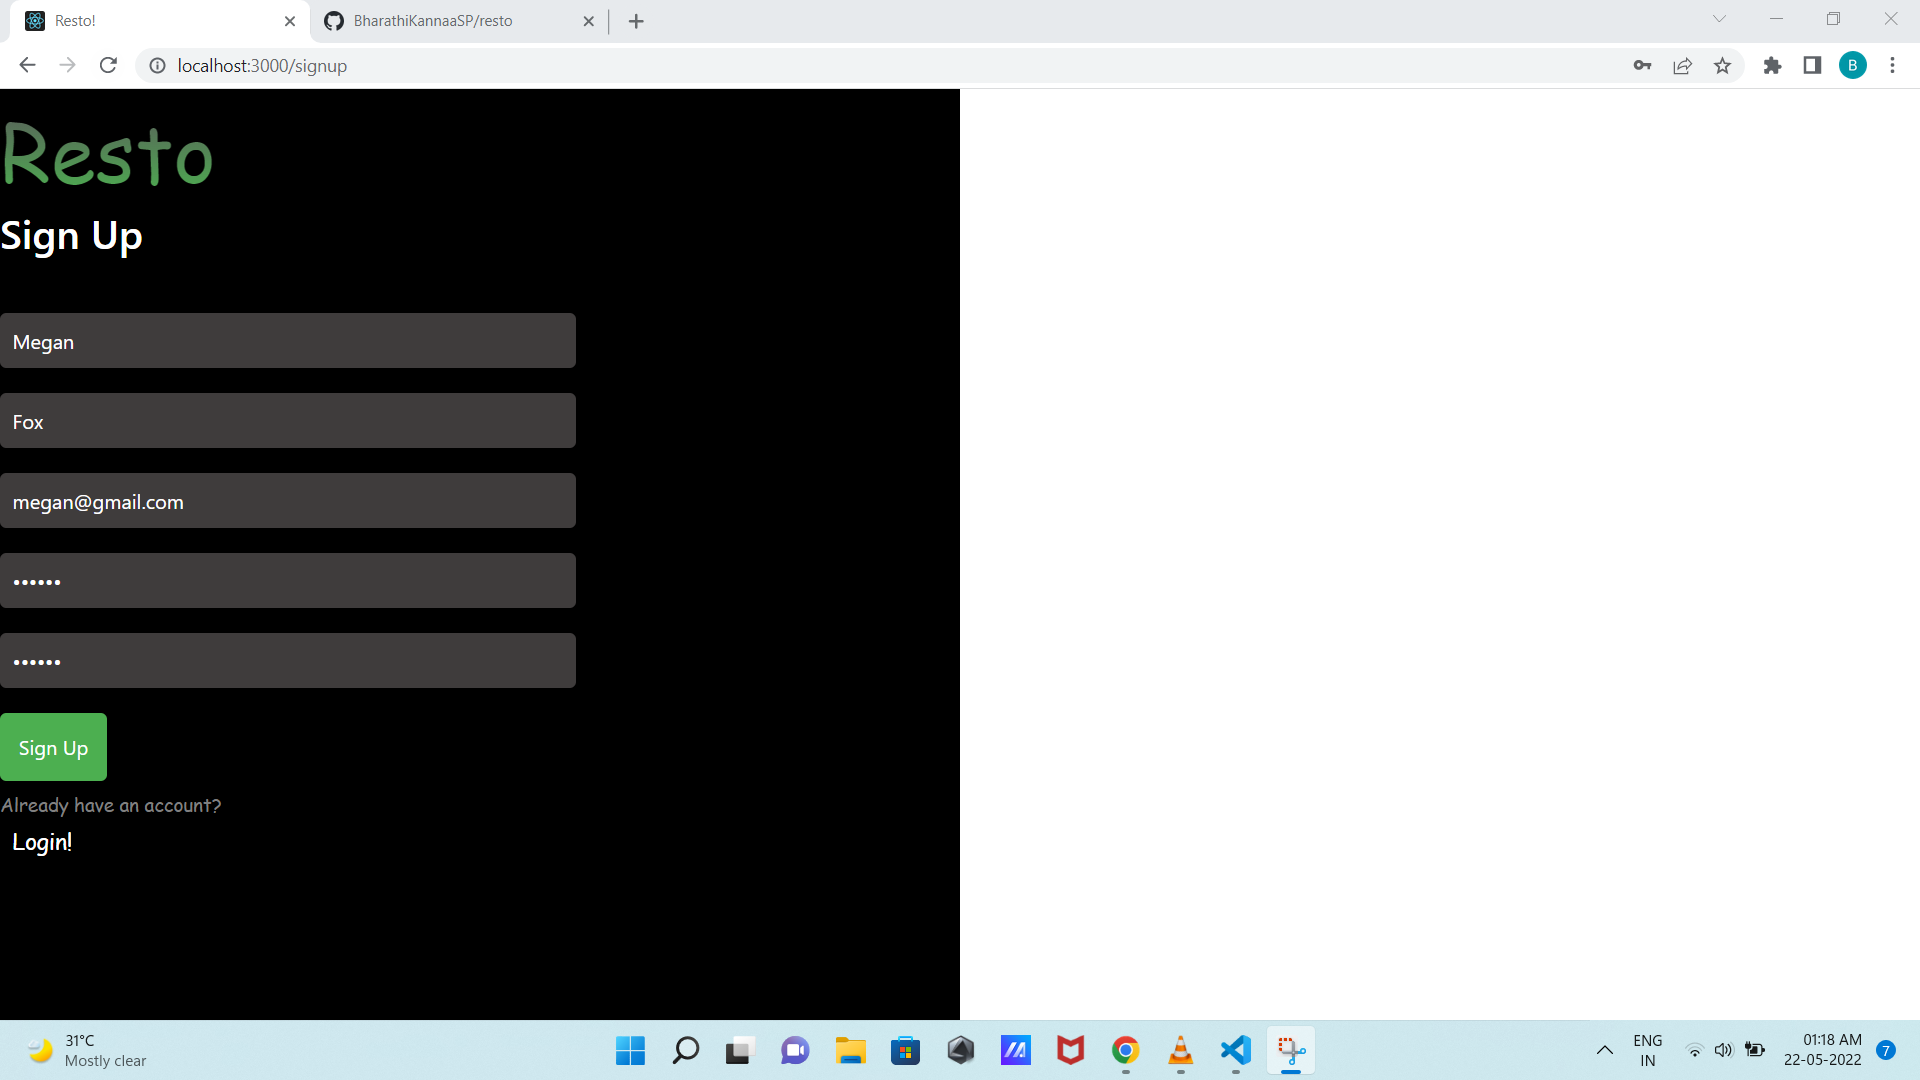 Resto!
BharathiKannaaSP/resto
localhost:3000/signup
B
Resto
Sign Up
Megan
Fox
megan@gmail.com
••••••
••••••
Sign Up
Already have an account?
Login!
31°C
Mostly clear
ENG
IN
01:18 AM
22-05-2022
7